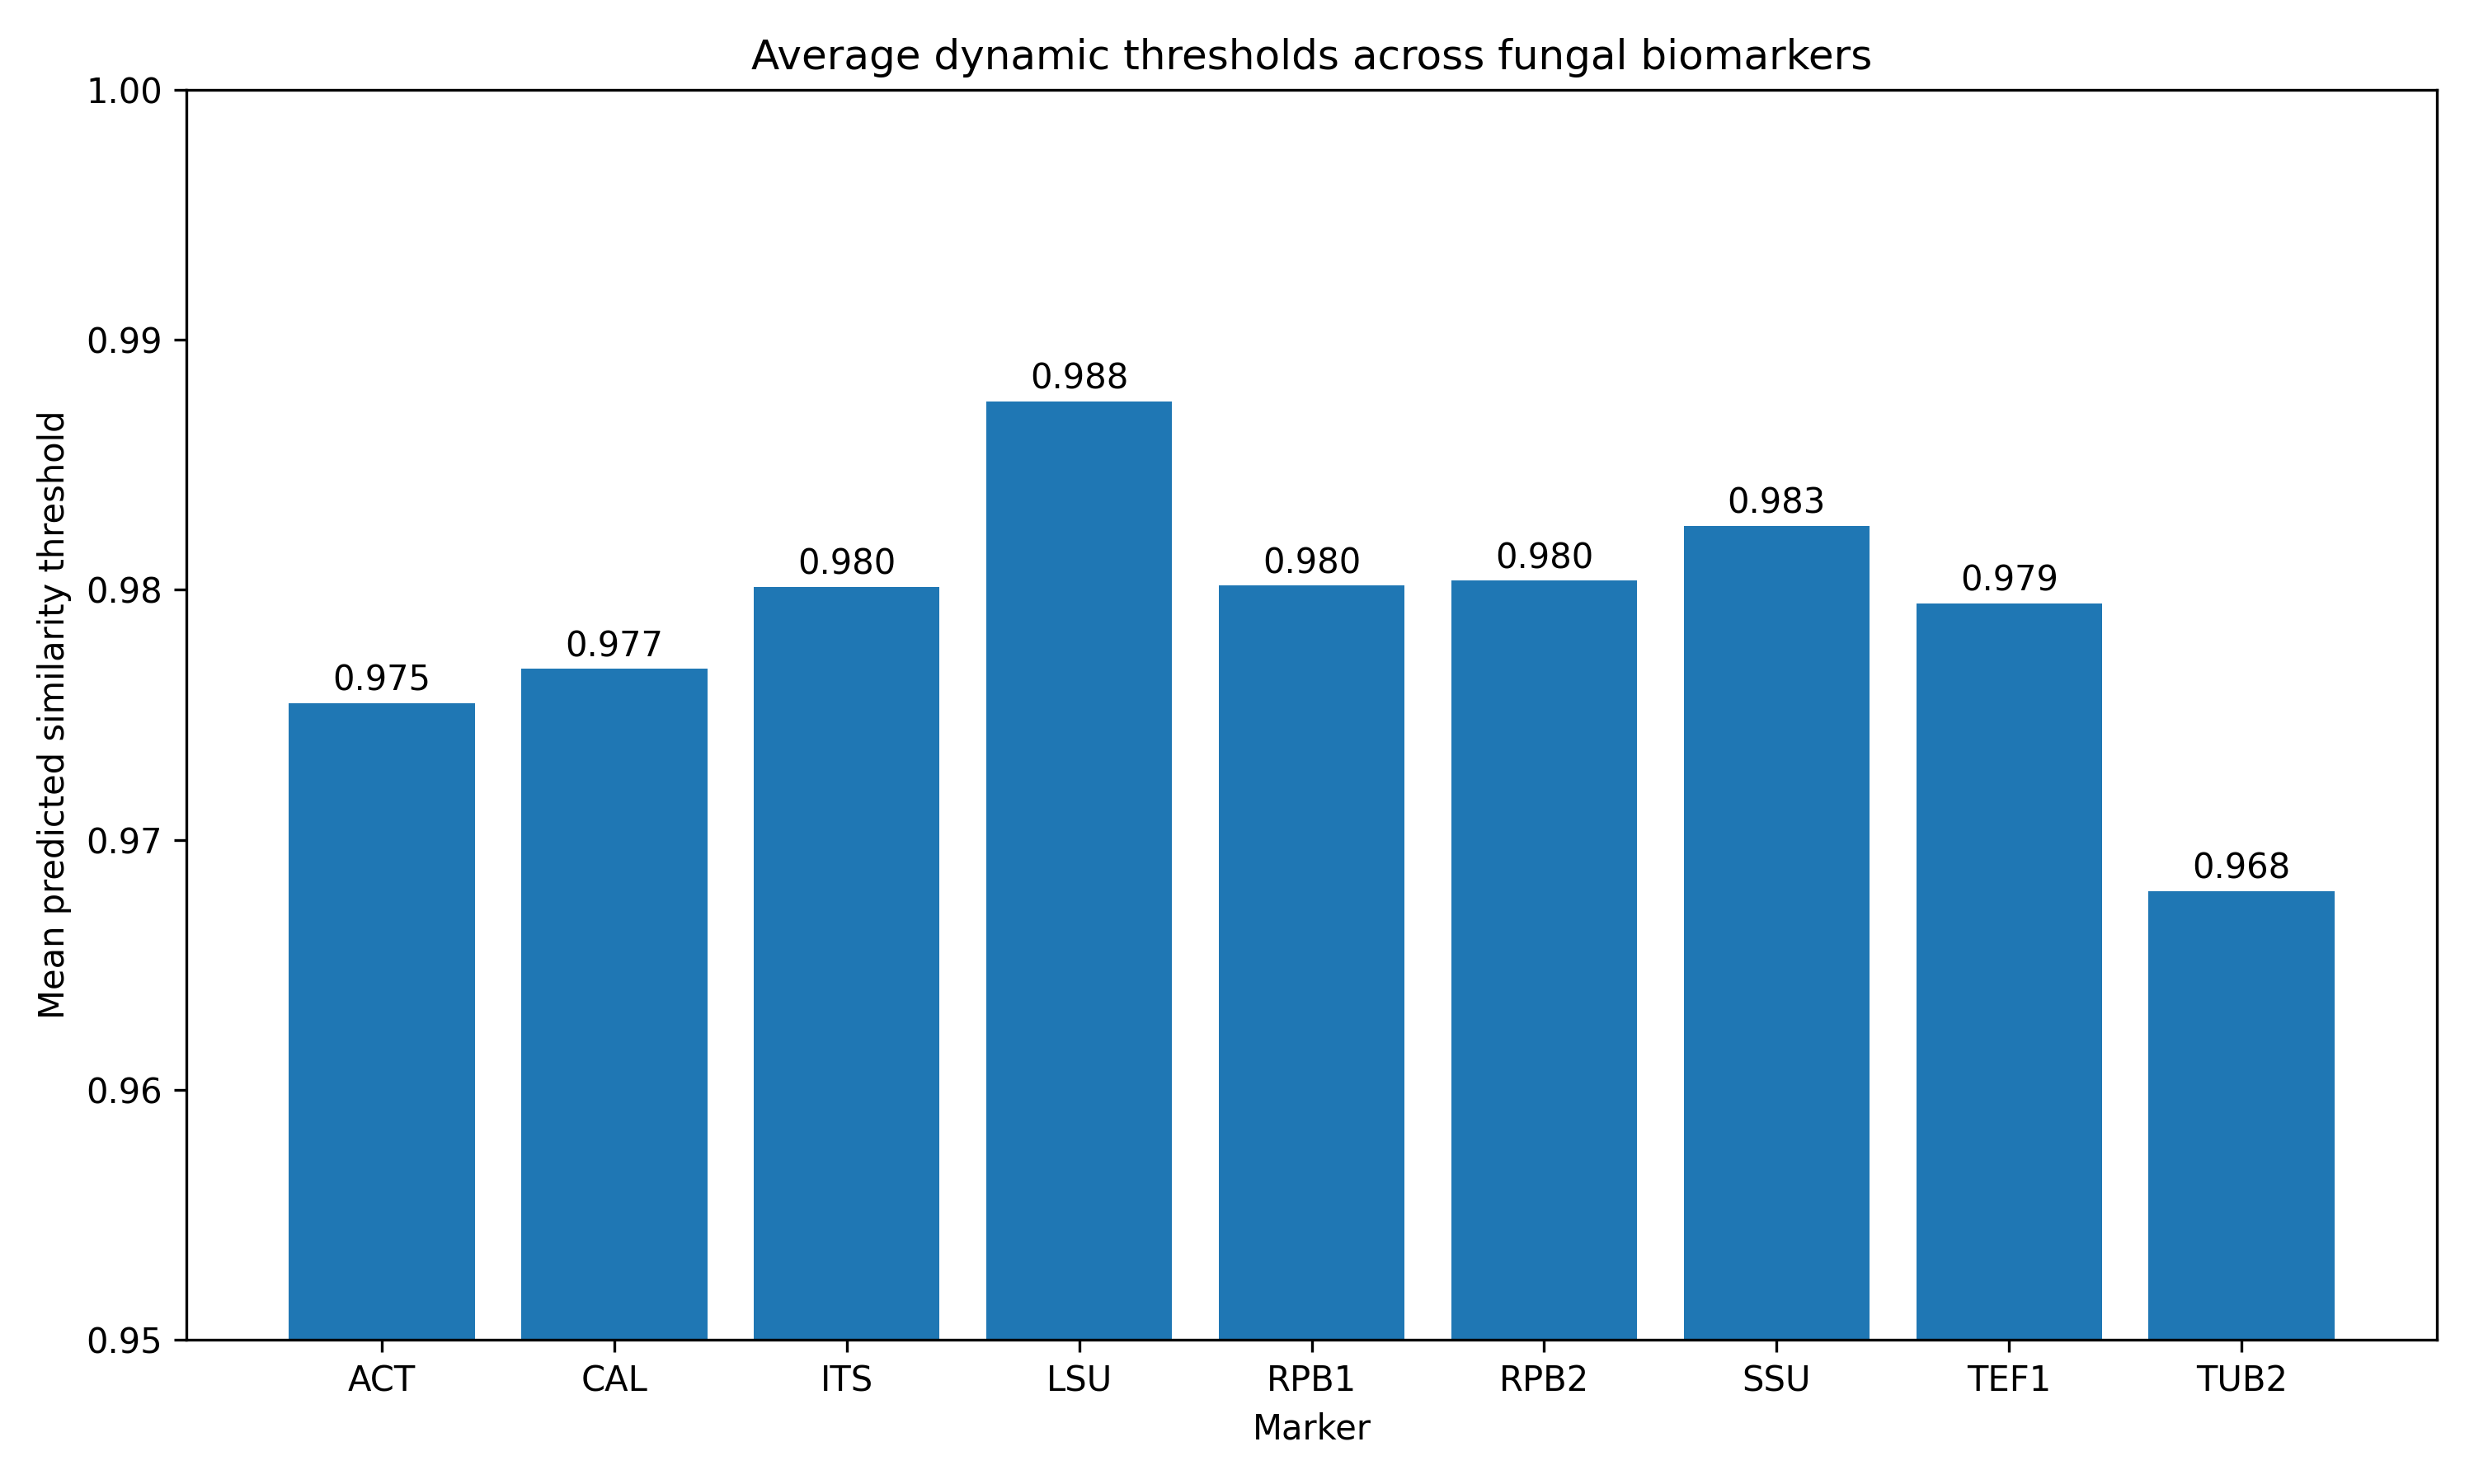 Average dynamic thresholds across fungal biomarkers
Mean predicted similarity threshold
1.00
0.99
0.98
0.97
0.96
0.95
0.975
0.977
0.980
0.988
0.980
0.980
0.983
0.979
0.968
ACT
CAL
ITS
LSU
RPB1
RPB2
SSU
TEF1
TUB2
Marker